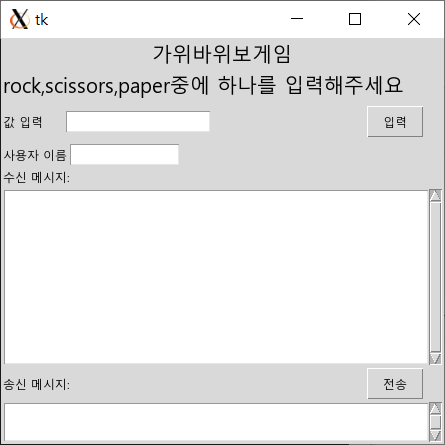 tk
가위바위보게임
rock,scissors,paper중에 하나를 입력해주세요
값 입력 입력
사용자 이름
수신 메시지:
송신 메시지: 전송